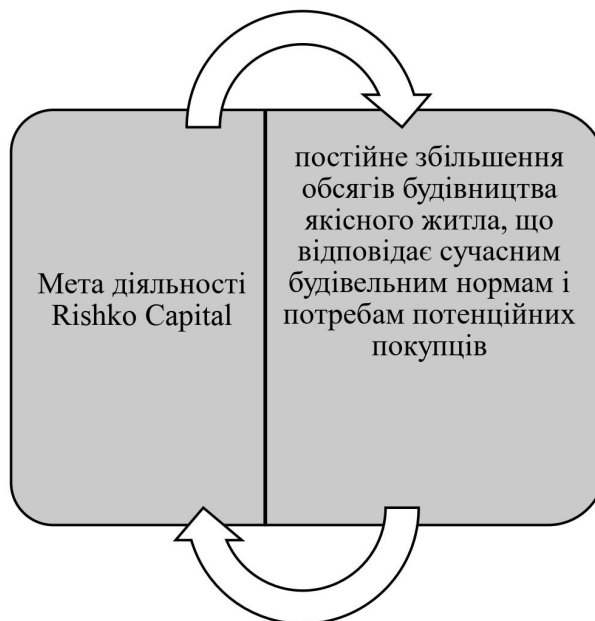 Мета діяльності
Rishko Capital
постійне збільшення
обсягів будівництва
якісного житла, що
відповідає сучасним
будівельним нормам і
потребам потенційних
покупців